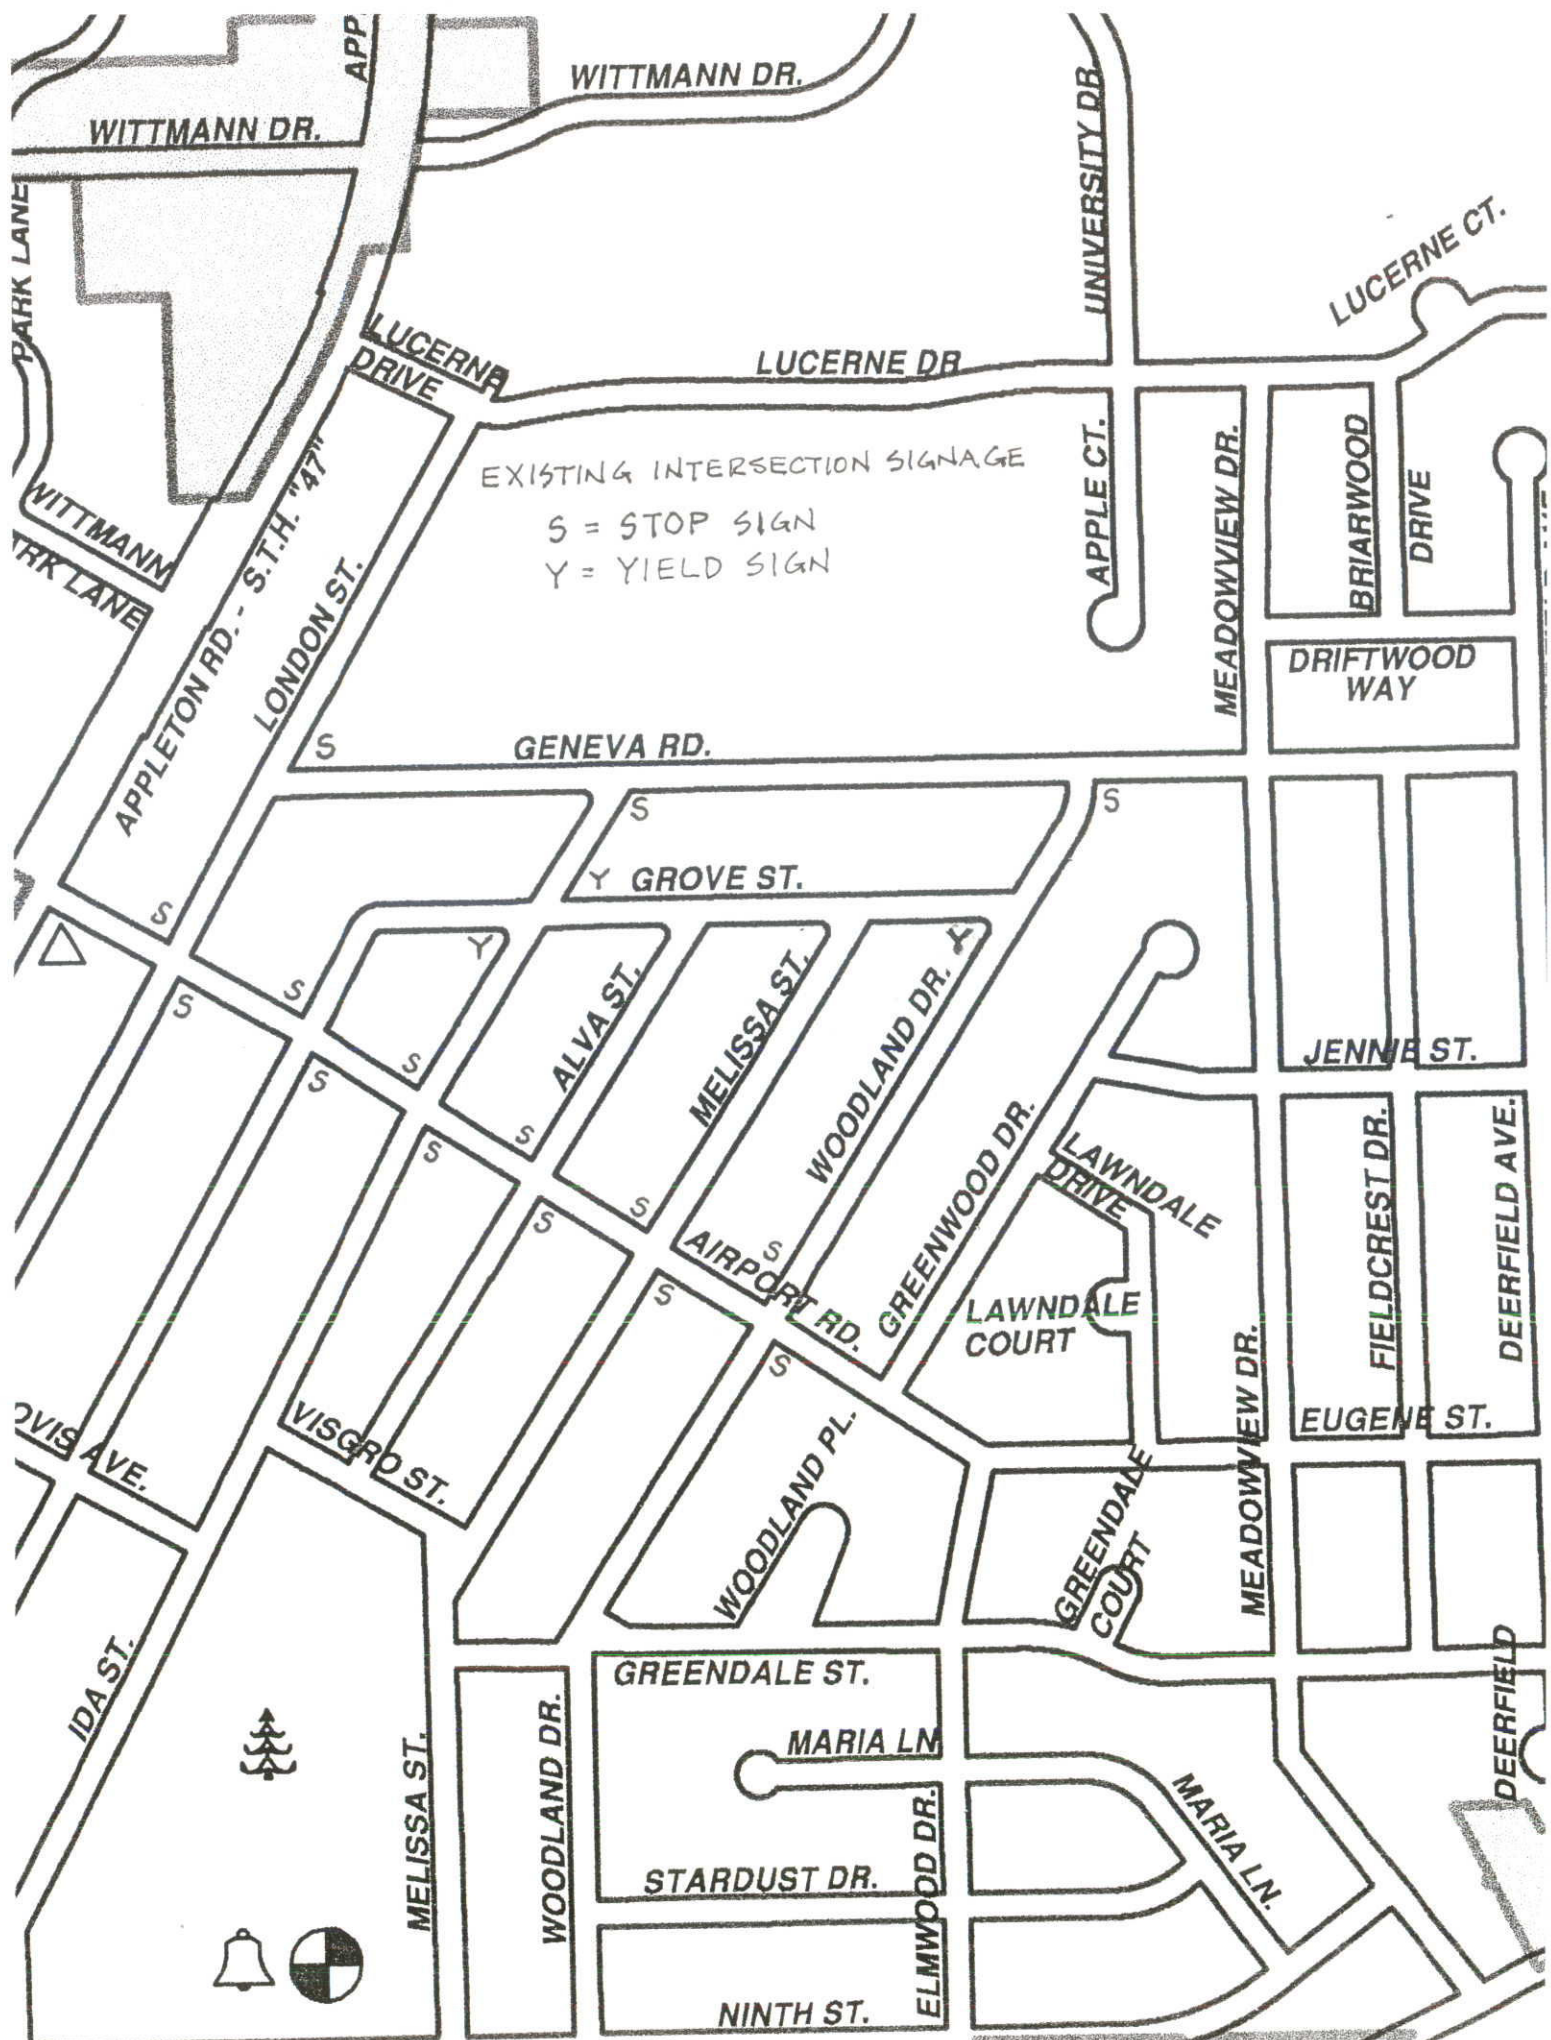 APP
WITTMANN DR.
WITTMANN DR.
UNIVERSITY DR.
PARK LANE
LUCERNE CT.
LUCERNE
DRIVE
LUCERNE DR
EXISTING INTERSECTION SIGNAGE
S = STOP SIGN
Y = YIELD SIGN
APPLE CT.
MEADOWVIEW DR.
BRIARWOOD
DRIVE
WITTMANN
ARK LANE
APPLETON RD. - S.T.H. "47"
LONDON ST.
DRIFTWOOD
WAY
S
GENEVA RD.
S
S
Y
GROVE ST.
S
Y
Y
S
S
ALVA ST.
MELISSA ST.
WOODLAND DR.
JENNIE ST.
S
S
S
S
S
S
S
S
S
S
AIRPORT RD.
GREENWOOD DR.
LAWNDALE
DRIVE
LAWNDALE
COURT
FIELDCREST DR.
DEERFIELD AVE.
OVIS AVE.
VISGRO ST.
WOODLAND PL.
EUGENE ST.
MEADOWVIEW DR.
GREENDALE
COURT
IDA ST.
MELISSA ST.
WOODLAND DR.
GREENDALE ST.
MARIA LN
MARIA LN.
DEERFIELD
STARDUST DR.
ELMWOOD DR.
NINTH ST.